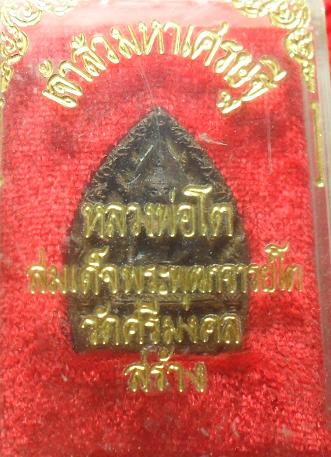 เจ้าสัวมหาเศรษฐี
หลวงพ่อโต
สมเด็จพระพุฒาจารย์โต
วัดศรีมงคล
สร้าง